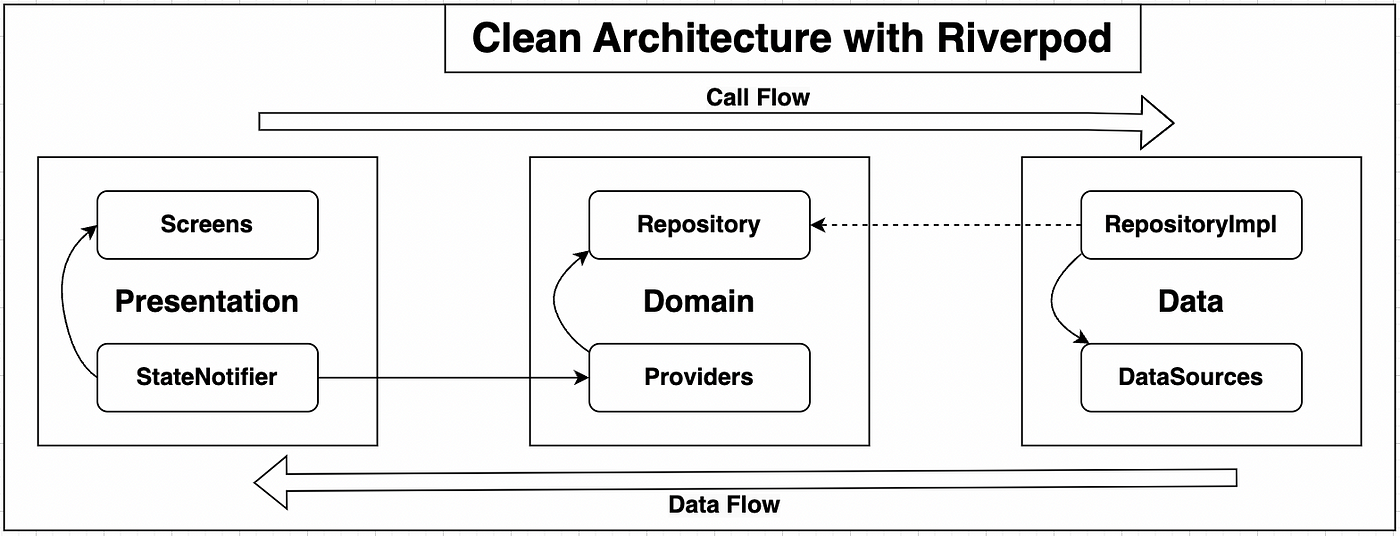 Clean Architecture with Riverpod
Call Flow
Screens
Presentation
StateNotifier
Repository
Domain
Providers
RepositoryImpl
Data
DataSources
Data Flow